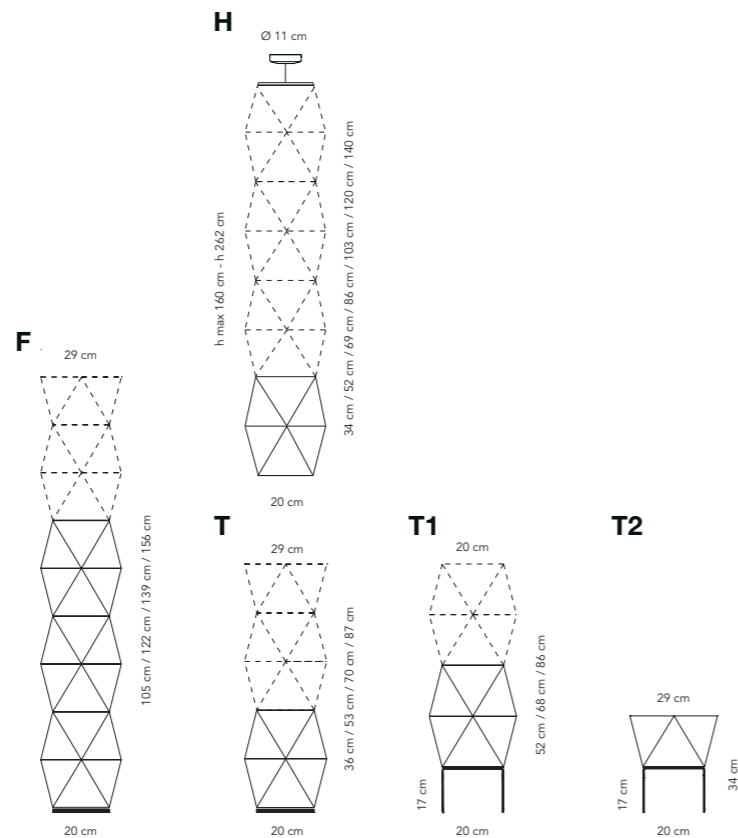 H
Ø 11 cm
h max 160 cm - h 262 cm
34 cm / 52 cm / 69 cm / 86 cm / 103 cm / 120 cm / 140 cm
20 cm
F
29 cm
105 cm / 122 cm / 139 cm / 156 cm
20 cm
T
29 cm
36 cm / 53 cm / 70 cm / 87 cm
20 cm
T1
20 cm
52 cm / 68 cm / 86 cm
17 cm
20 cm
T2
29 cm
17 cm
34 cm
20 cm